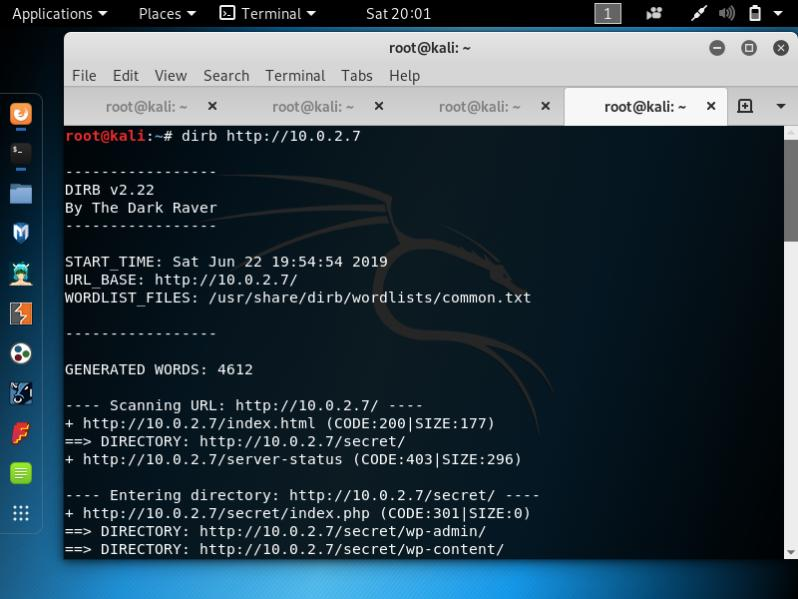 Applications Places Terminal Sat 20:01 1
root@kali: ~
File Edit View Search Terminal Tabs Help
root@kali: ~ root@kali: ~ root@kali: ~ root@kali: ~
root@kali:~# dirb http://10.0.2.7
-----------------
DIRB v2.22
By The Dark Raver
-----------------
START_TIME: Sat Jun 22 19:54:54 2019
URL_BASE: http://10.0.2.7/
WORDLIST_FILES: /usr/share/dirb/wordlists/common.txt
-----------------
GENERATED WORDS: 4612
---- Scanning URL: http://10.0.2.7/ ----
+ http://10.0.2.7/index.html (CODE:200|SIZE:177)
==> DIRECTORY: http://10.0.2.7/secret/
+ http://10.0.2.7/server-status (CODE:403|SIZE:296)
---- Entering directory: http://10.0.2.7/secret/ ----
+ http://10.0.2.7/secret/index.php (CODE:301|SIZE:0)
==> DIRECTORY: http://10.0.2.7/secret/wp-admin/
==> DIRECTORY: http://10.0.2.7/secret/wp-content/